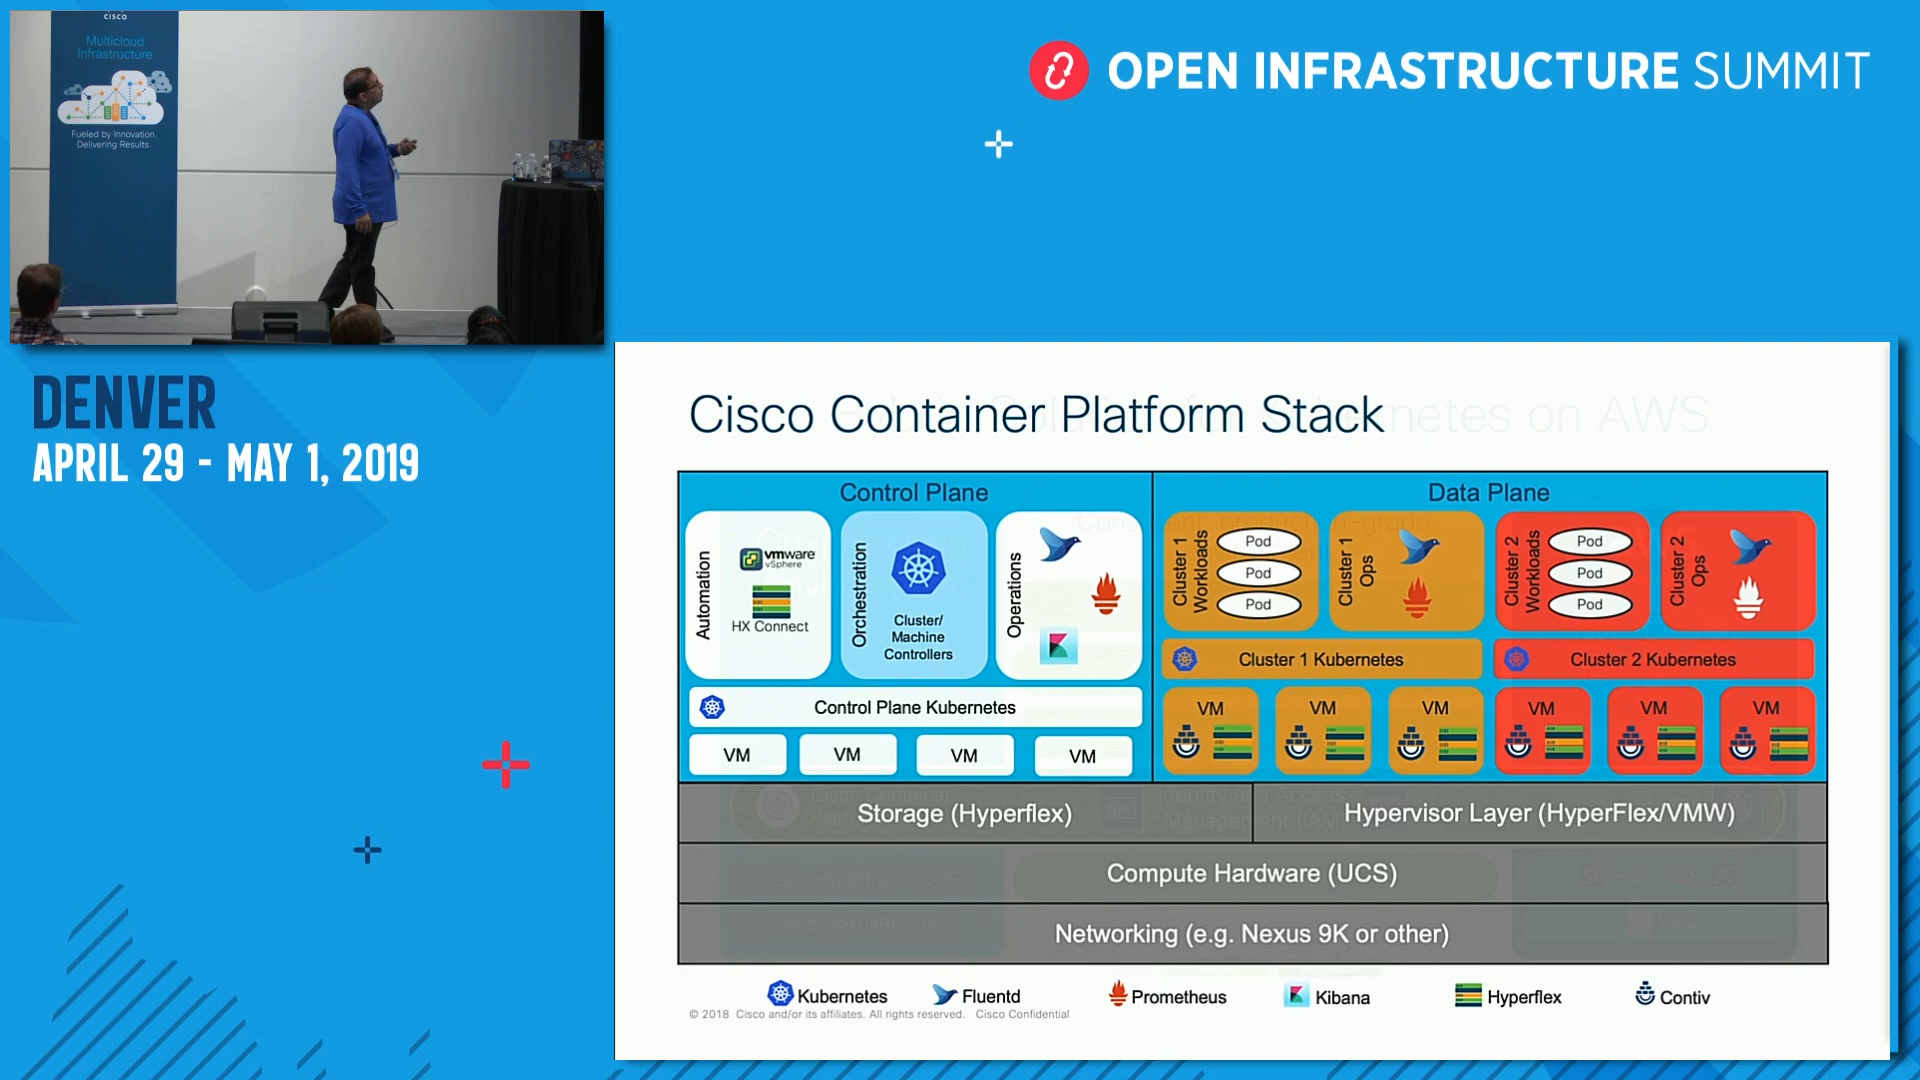 CISCO
Multicloud
Infrastructure
Fueled by Innovation.
Delivering Results.
OPEN INFRASTRUCTURE SUMMIT
DENVER
APRIL 29 - MAY 1, 2019
Cisco Container Platform Stack
Control Plane
Automation
vmware
vSphere
HX Connect
Orchestration
Cluster/
Machine
Controllers
Operations
Control Plane Kubernetes
VM
VM
VM
VM
Data Plane
Cluster 1
Workloads
Pod
Pod
Pod
Cluster 1
Ops
Cluster 2
Workloads
Pod
Pod
Pod
Cluster 2
Ops
Cluster 1 Kubernetes
Cluster 2 Kubernetes
VM
VM
VM
VM
VM
VM
Storage (Hyperflex)
Hypervisor Layer (HyperFlex/VMW)
Compute Hardware (UCS)
Networking (e.g. Nexus 9K or other)
Kubernetes
Fluentd
Prometheus
Kibana
Hyperflex
Contiv
© 2018 Cisco and/or its affiliates. All rights reserved. Cisco Confidential